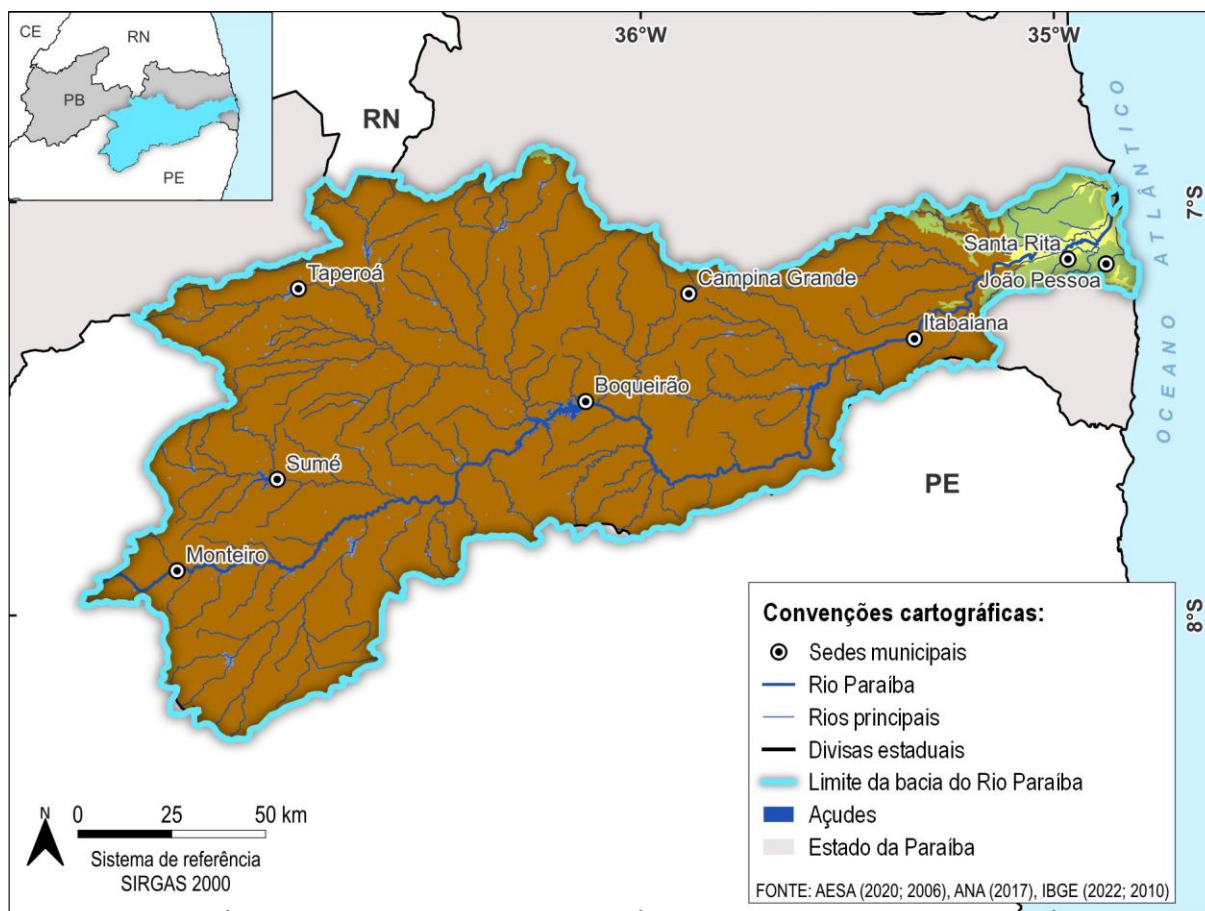 CE
RN
PB
PE
36°W
35°W
RN
7°S
OCEANO ATLÂNTICO
Santa Rita
João Pessoa
Taperoá
Campina Grande
Itabaiana
Boqueirão
Sumé
PE
Monteiro
8°S
N
0 25 50 km
Sistema de referência
SIRGAS 2000
Convenções cartográficas:
Sedes municipais
Rio Paraíba
Rios principais
Divisas estaduais
Limite da bacia do Rio Paraíba
Açudes
Estado da Paraíba
FONTE: AESA (2020; 2006), ANA (2017), IBGE (2022; 2010)